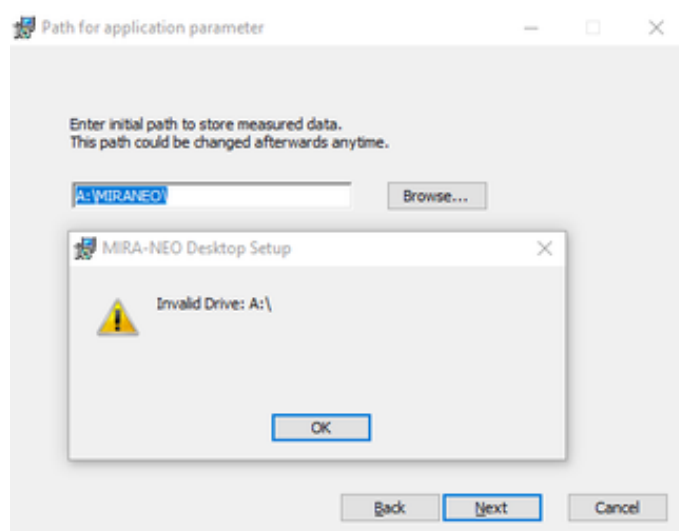 Path for application parameter
Enter initial path to store measured data.
This path could be changed afterwards anytime.
A:\MIRANEO\
Browse...
MIRA-NEO Desktop Setup
Invalid Drive: A:\
OK
Back
Next
Cancel